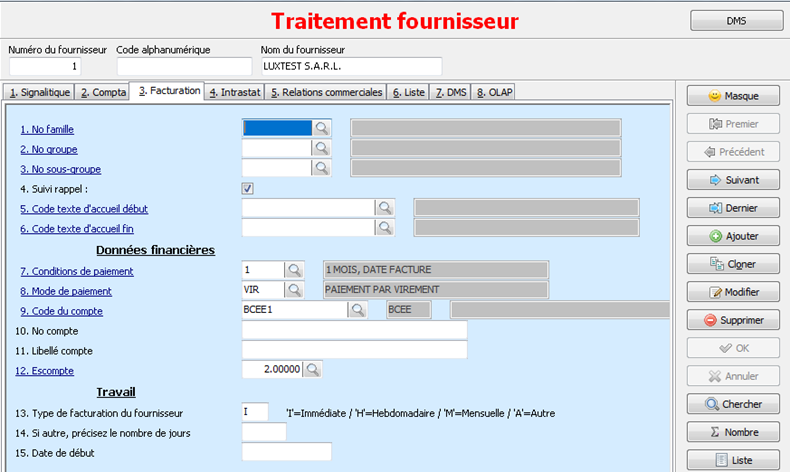 Traitement fournisseur
DMS
Numéro du fournisseur Code alphanumérique Nom du fournisseur
1 LUXTEST S.A.R.L.
1. Signalitique 2. Compta 3. Facturation 4. Intrastat 5. Relations commerciales 6. Liste 7. DMS 8. OLAP
Masque
Premier
Précédent
Suivant
Dernier
Ajouter
Cloner
Modifier
Supprimer
OK
Annuler
Chercher
Nombre
Liste
1. No famille
2. No groupe
3. No sous-groupe
4. Suivi rappel :
5. Code texte d'accueil début
6. Code texte d'accueil fin
Données financières
7. Conditions de paiement 1 1 MOIS, DATE FACTURE
8. Mode de paiement VIR PAIEMENT PAR VIREMENT
9. Code du compte BCEE1 BCEE
10. No compte
11. Libellé compte
12. Escompte 2.00000
Travail
13. Type de facturation du fournisseur I 'I'=Immédiate / 'H'=Hebdomadaire / 'M'=Mensuelle / 'A'=Autre
14. Si autre, précisez le nombre de jours
15. Date de début